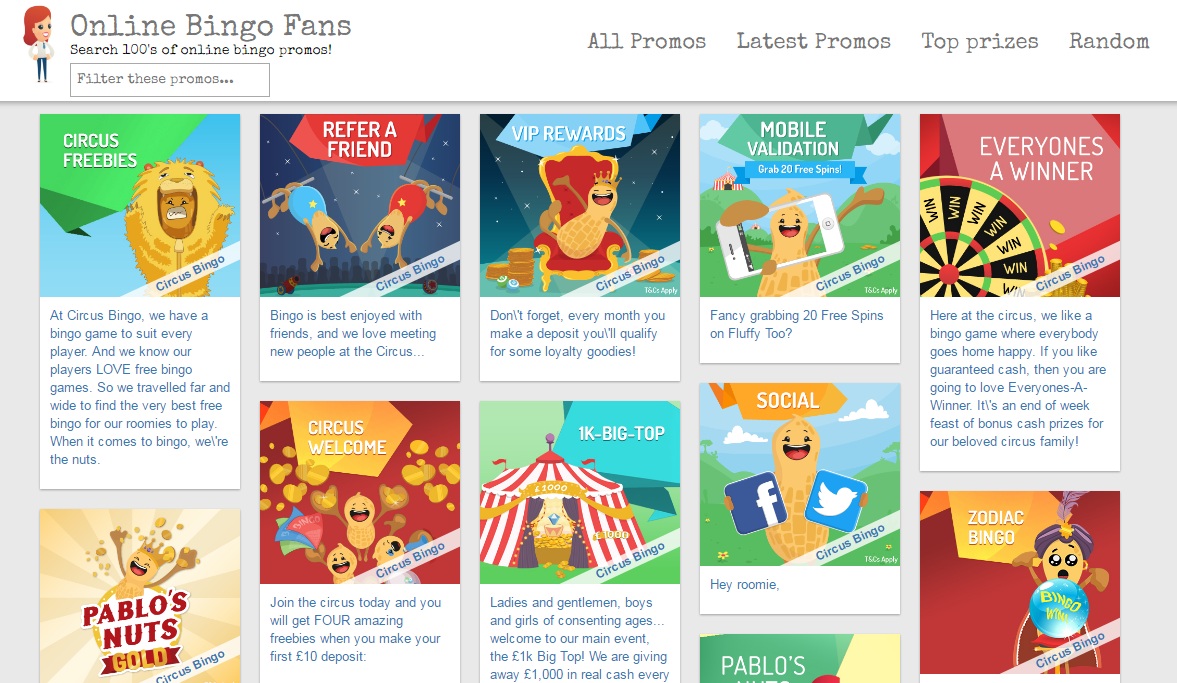 Online Bingo Fans
Search 100's of online bingo promos!
Filter these promos...
All Promos
Latest Promos
Top prizes
Random
CIRCUS
FREEBIES
Circus Bingo
At Circus Bingo, we have a
bingo game to suit every
player. And we know our
players LOVE free bingo
games. So we travelled far and
wide to find the very best free
bingo for our roomies to play.
When it comes to bingo, we\'re
the nuts.
PABLO'S
NUTS
GOLD
Circus Bingo
REFER A
FRIEND
Circus Bingo
Bingo is best enjoyed with
friends, and we love meeting
new people at the Circus...
CIRCUS
WELCOME
BINGO
Circus Bingo
Join the circus today and you
will get FOUR amazing
freebies when you make your
first £10 deposit:
VIP REWARDS
Circus Bingo
T&Cs Apply
Don\'t forget, every month you
make a deposit you\'ll qualify
for some loyalty goodies!
1K-BIG-TOP
£1000
£1000
Circus Bingo
Ladies and gentlemen, boys
and girls of consenting ages...
welcome to our main event,
the £1k Big Top! We are giving
away £1,000 in real cash every
MOBILE
VALIDATION
Grab 20 Free Spins!
Circus Bingo
T&Cs Apply
Fancy grabbing 20 Free Spins
on Fluffy Too?
SOCIAL
f
Circus Bingo
T&Cs Apply
Hey roomie,
PABLO'S
NUTS
EVERYONES
A WINNER
WIN
WIN
WIN
WIN
WIN
WIN
WIN
Circus Bingo
Here at the circus, we like a
bingo game where everybody
goes home happy. If you like
guaranteed cash, then you are
going to love Everyones-A-
Winner. It\'s an end of week
feast of bonus cash prizes for
our beloved circus family!
ZODIAC
BINGO
BINGO
WIN!
Circus Bingo